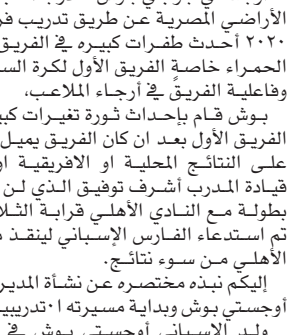 الأراضي المصرية عن طريق تدريب فر
٢٠٢٠ أحدث طفرات كبيره في الفريق
الحمراء خاصةٍ الفريق الأول لكرة الس
وفاعلية الفريق في أرجاء الملاعب،
بوش قام بإحداث ثورة تغيرات كبي
الفريق الأول بعد ان كان الفريق يميل
على النتائج المحلية او الافريقية ا
قيادة المدرب أشرف توفيق الذي لن
بطولة مع النادي الأهلي قرابة الثلا
تم استدعاء الفارس الإسباني لينقذ م
الأهلي من سوء نتائج.
إليكم نبذه مختصره عن نشأة المدير
أوجستي بوش وبداية مسيرته ا٠تدريبيـ
ولد الإسباني أوجستي بوش في